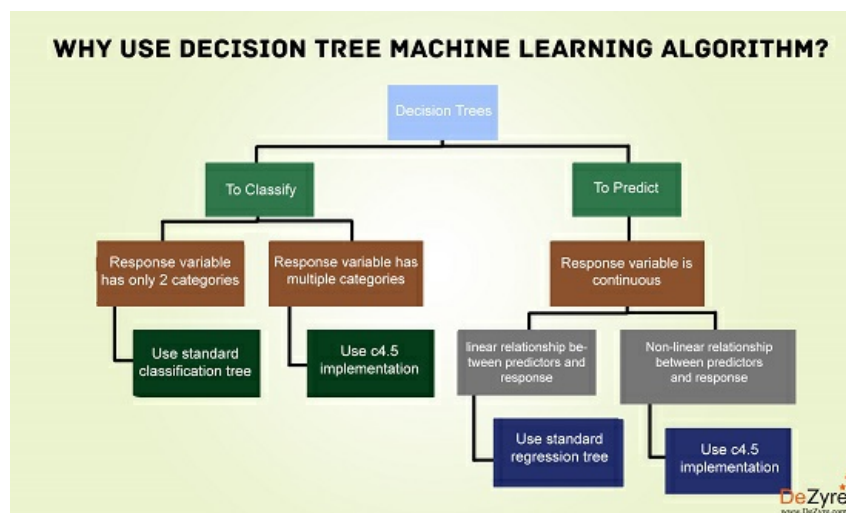 WHY USE DECISION TREE MACHINE LEARNING ALGORITHM?
Decision Trees
To Classify
To Predict
Response variable
has only 2 categories
Response variable has
multiple categories
Response variable is
continuous
Use standard
classification tree
Use c4.5
implementation
linear relationship be-
tween predictors and
response
Non-linear relationship
between predictors
and response
Use standard
regression tree
Use c4.5
implementation
DeZyre
www.DeZyre.com